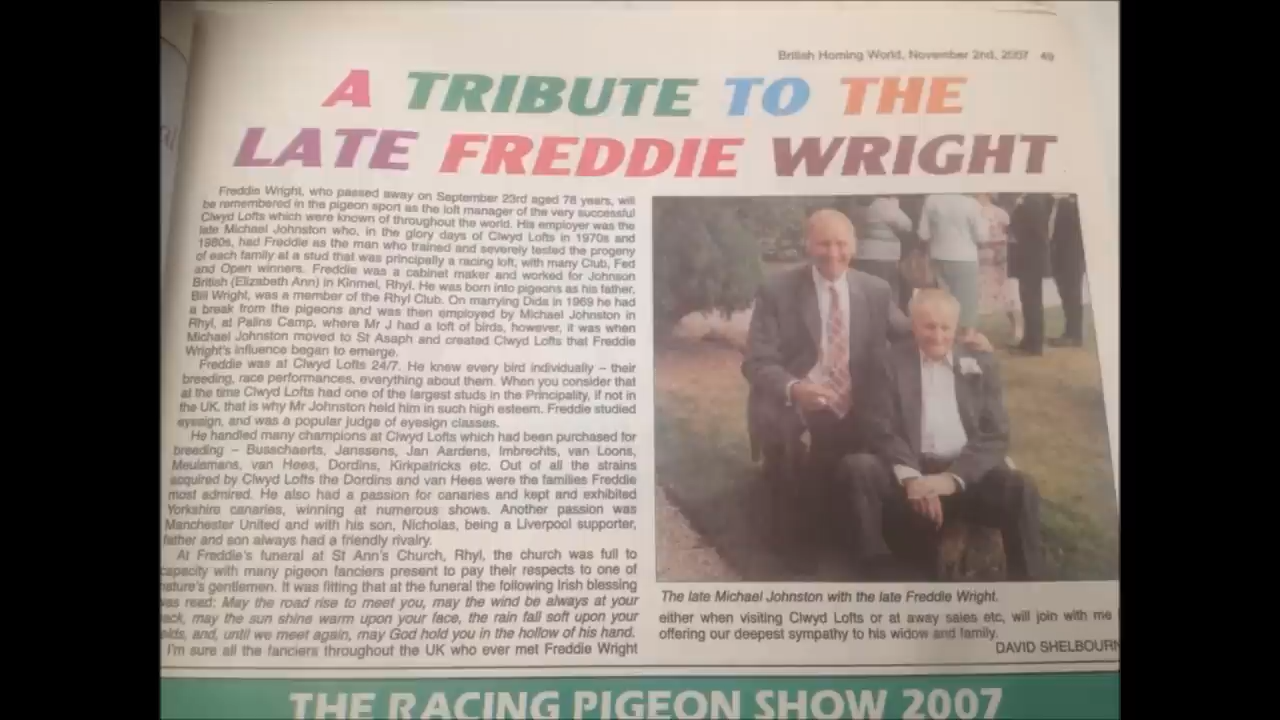 British Homing World, November 2nd, 2007 49
A TRIBUTE TO THE
LATE FREDDIE WRIGHT
Freddie Wright, who passed away on September 23rd aged 78 years, will
be remembered in the pigeon sport as the loft manager of the very successful
Clwyd Lofts which were known of throughout the world. His employer was the
late Michael Johnston who, in the glory days of Clwyd Lofts in 1970s and
1980s, had Freddie as the man who trained and severely tested the progeny
of each family at a stud that was principally a racing loft, with many Club, Fed
and Open winners. Freddie was a cabinet maker and worked for Johnson
British (Elizabeth Ann) in Kinmel, Rhyl. He was born into pigeons as his father,
Bill Wright, was a member of the Rhyl Club. On marrying Dida in 1969 he had
a break from the pigeons and was then employed by Michael Johnston in
Rhyl, at Palins Camp, where Mr J had a loft of birds, however, it was when
Michael Johnston moved to St Asaph and created Clwyd Lofts that Freddie
Wright's influence began to emerge.
Freddie was at Clwyd Lofts 24/7. He knew every bird individually – their
breeding, race performances, everything about them. When you consider that
at the time Clwyd Lofts had one of the largest studs in the Principality, if not in
the UK, that is why Mr Johnston held him in such high esteem. Freddie studied
eyesign, and was a popular judge of eyesign classes.
He handled many champions at Clwyd Lofts which had been purchased for
breeding – Busschaerts, Janssens, Jan Aardens, Imbrechts, van Loons,
Meulemans, van Hees, Dordins, Kirkpatricks etc. Out of all the strains
acquired by Clwyd Lofts the Dordins and van Hees were the families Freddie
most admired. He also had a passion for canaries and kept and exhibited
Yorkshire canaries, winning at numerous shows. Another passion was
Manchester United and with his son, Nicholas, being a Liverpool supporter,
father and son always had a friendly rivalry.
At Freddie's funeral at St Ann's Church, Rhyl, the church was full to
capacity with many pigeon fanciers present to pay their respects to one of
nature's gentlemen. It was fitting that at the funeral the following Irish blessing
was read: May the road rise to meet you, may the wind be always at your
ack, may the sun shine warm upon your face, the rain fall soft upon your
elds, and, until we meet again, may God hold you in the hollow of his hand.
I'm sure all the fanciers throughout the UK who ever met Freddie Wright
The late Michael Johnston with the late Freddie Wright.
either when visiting Clwyd Lofts or at away sales etc, will join with me
offering our deepest sympathy to his widow and family.
DAVID SHELBOURN
THE RACING PIGEON SHOW 2007